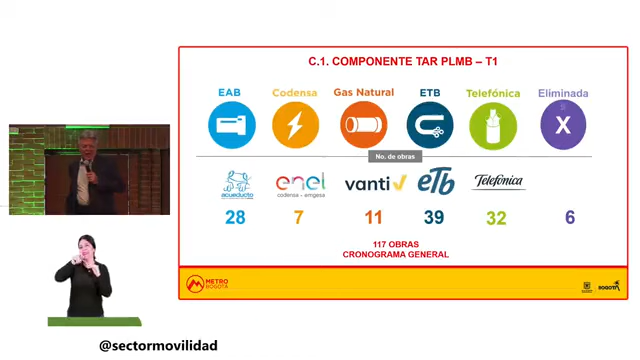 C.1. COMPONENTE TAR PLMB – T1
EAB Codensa Gas Natural ETB Telefónica Eliminada
X
No. de obras
acueducto enel codensa • emgesa vanti etb Telefónica
28 7 11 39 32 6
117 OBRAS
CRONOGRAMA GENERAL
METRO
BOGOTÁ
BOGOTÁ
@sectormovilidad